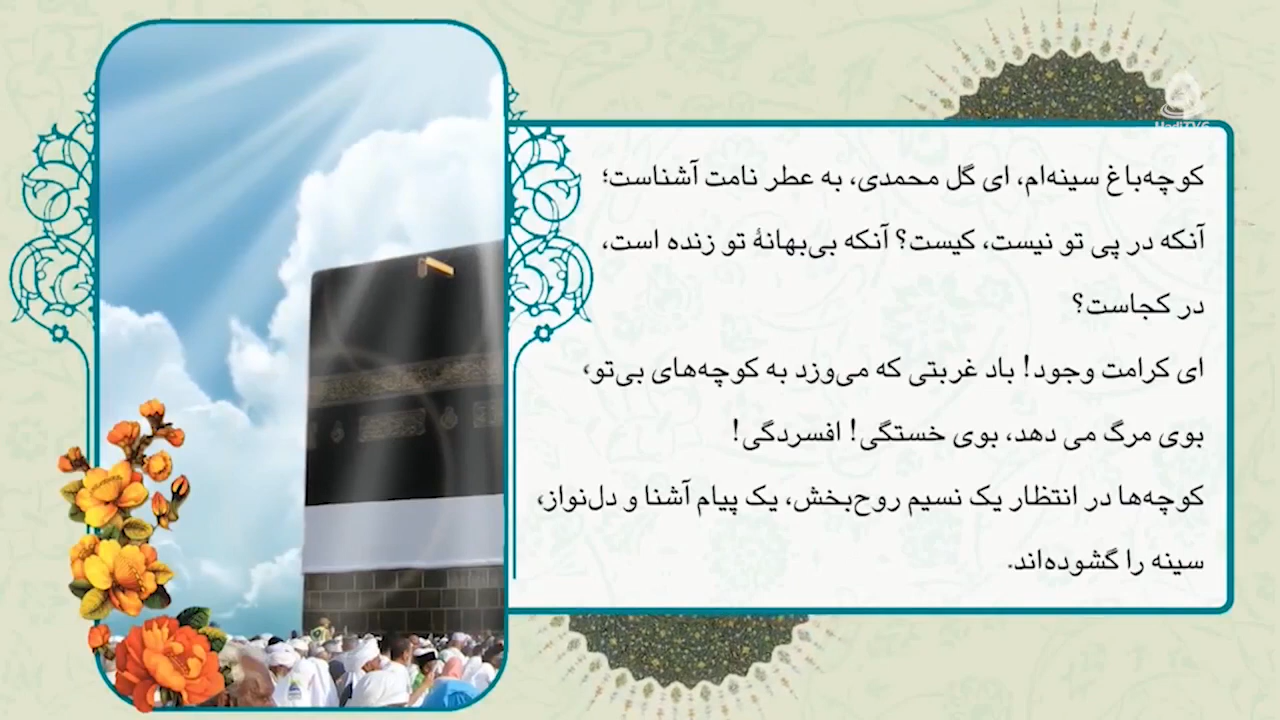 HadiTV6
کوچه‌باغ سینه‌ام، ای گل محمدی، به عطر نامت آشناست؛
آنکه در پی تو نیست، کیست؟ آنکه بی‌بهانهٔ تو زنده است،
در کجاست؟
ای کرامت وجود! باد غربتی که می‌وزد به کوچه‌های بی‌تو،
بوی مرگ می دهد، بوی خستگی! افسردگی!
کوچه‌ها در انتظار یک نسیم روح‌بخش، یک پیام آشنا و دل‌نواز،
سینه را گشوده‌اند.